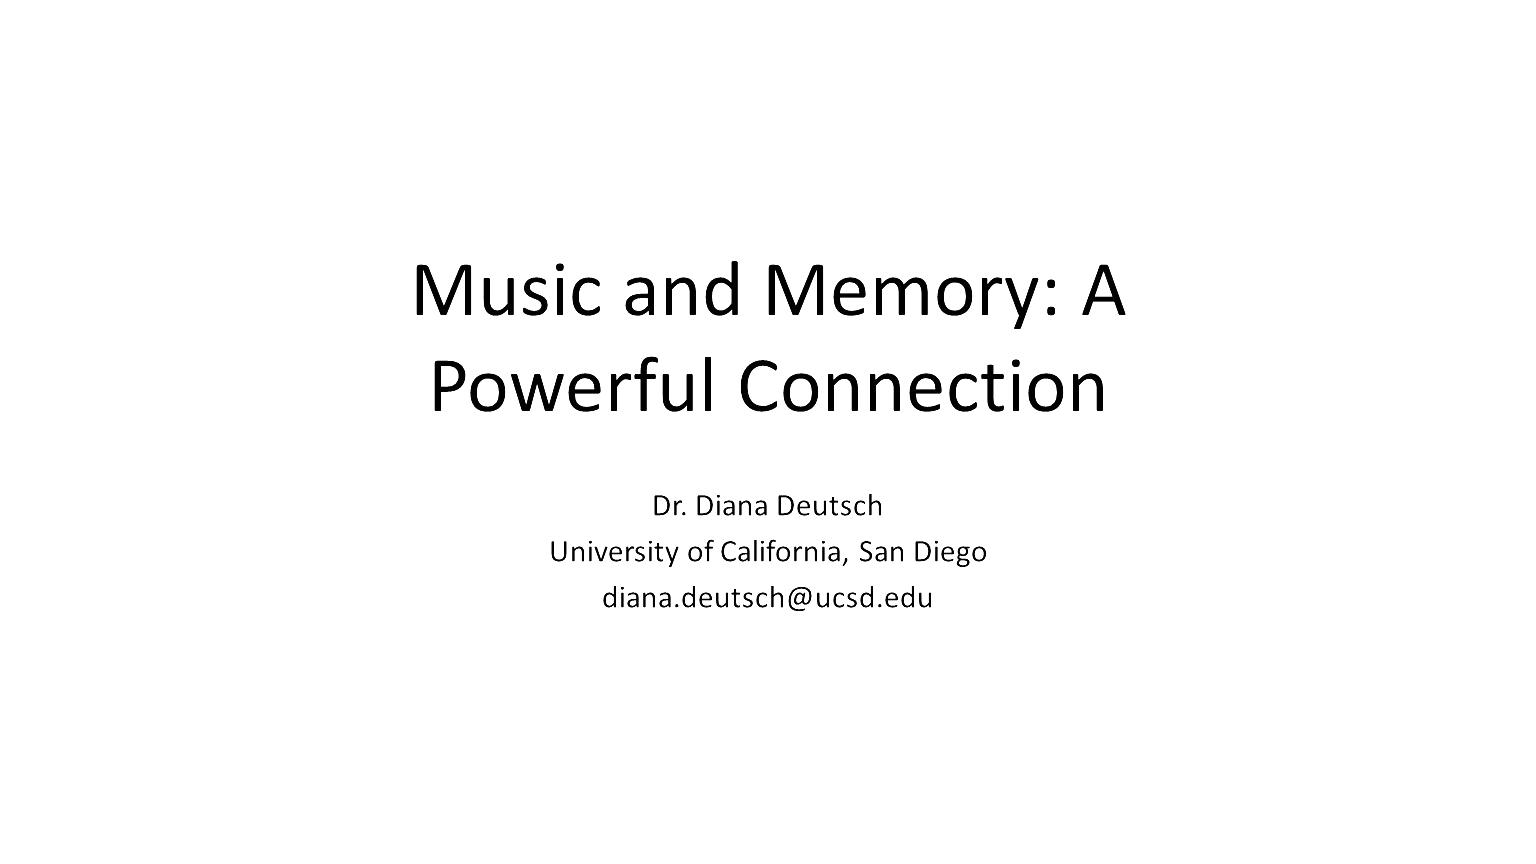 Music and Memory: A
Powerful Connection
Dr. Diana Deutsch
University of California, San Diego
diana.deutsch@ucsd.edu